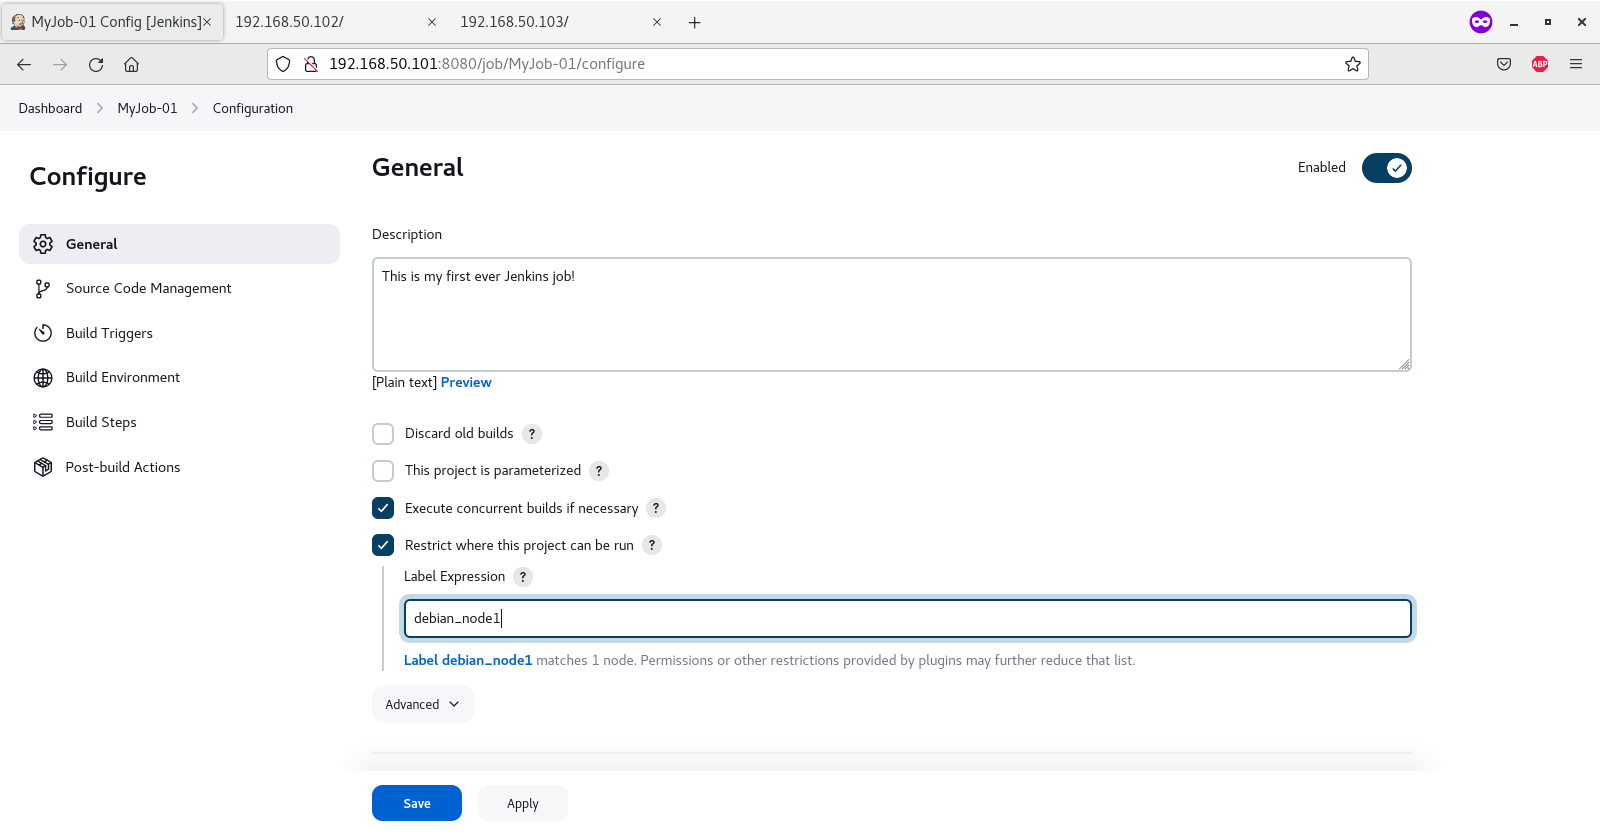 MyJob-01 Config [Jenkins]
192.168.50.102/
192.168.50.103/
192.168.50.101:8080/job/MyJob-01/configure
ABP
Dashboard
MyJob-01
Configuration
Configure
General
Source Code Management
Build Triggers
Build Environment
Build Steps
Post-build Actions
General
Enabled
Description
This is my first ever Jenkins job!
[Plain text] Preview
Discard old builds ?
This project is parameterized ?
Execute concurrent builds if necessary ?
Restrict where this project can be run ?
Label Expression ?
debian_node1
Label debian_node1 matches 1 node. Permissions or other restrictions provided by plugins may further reduce that list.
Advanced
Save
Apply